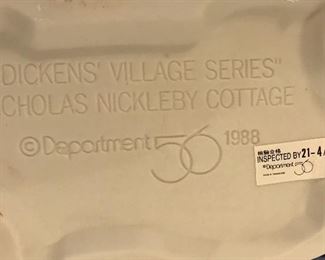 DICKENS' VILLAGE SERIES"
CHOLAS NICKLEBY COTTAGE
©Department 56 1988
INSPECTED BY 21-4
©Department 56